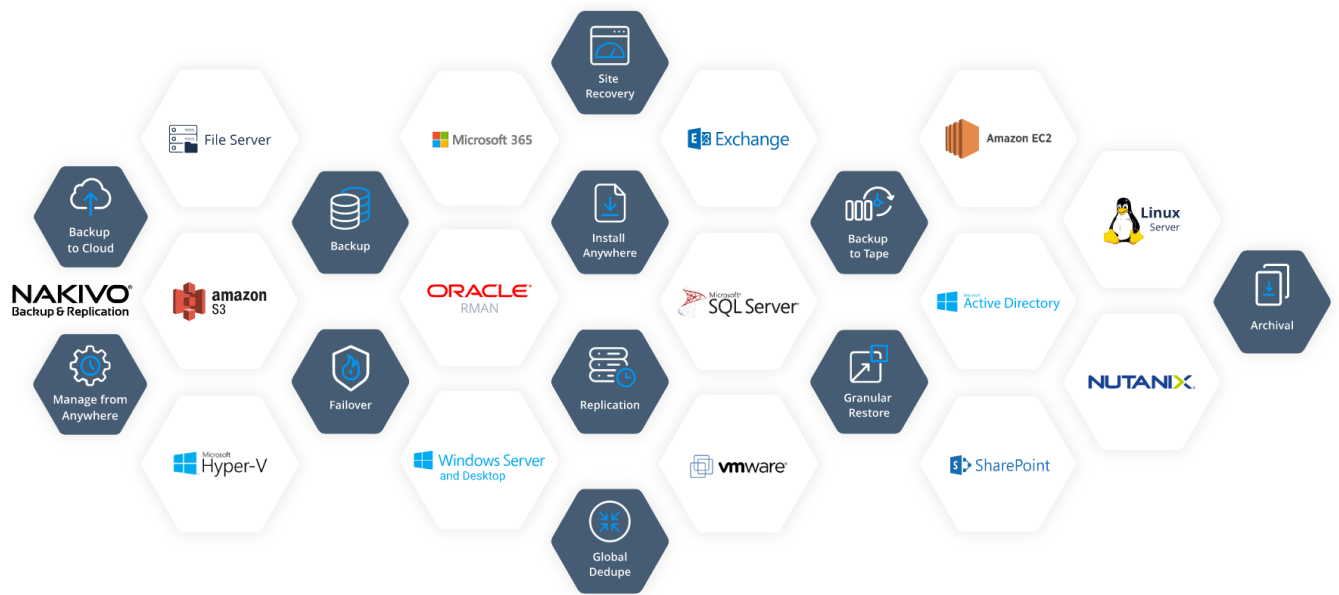 Site
Recovery
File Server
Microsoft 365
E Exchange
Amazon EC2
Backup
to Cloud
Backup
Install
Anywhere
Backup
to Tape
Linux
Server
NAKIVO®
Backup & Replication
amazon
S3
ORACLE®
RMAN
Microsoft®
SQL Server®
Microsoft
Active Directory
Archival
Manage from
Anywhere
Failover
Replication
Granular
Restore
NUTANIX.
Microsoft
Hyper-V
Windows Server
and Desktop
vmware®
S SharePoint
Global
Dedupe